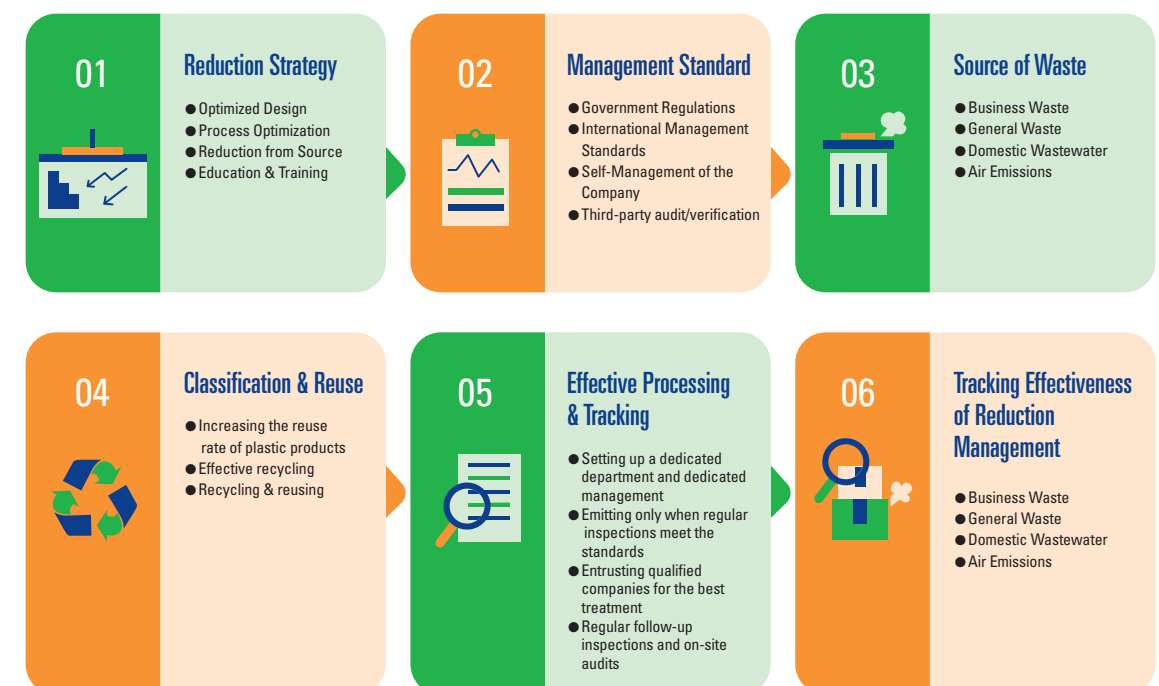 01
Reduction Strategy
● Optimized Design
● Process Optimization
● Reduction from Source
● Education & Training
02
Management Standard
● Government Regulations
● International Management
Standards
● Self-Management of the
Company
● Third-party audit/verification
03
Source of Waste
● Business Waste
● General Waste
● Domestic Wastewater
● Air Emissions
04
Classification & Reuse
● Increasing the reuse
rate of plastic products
● Effective recycling
● Recycling & reusing
05
Effective Processing
& Tracking
● Setting up a dedicated
department and dedicated
management
● Emitting only when regular
inspections meet the
standards
● Entrusting qualified
companies for the best
treatment
● Regular follow-up
inspections and on-site
audits
06
Tracking Effectiveness
of Reduction
Management
● Business Waste
● General Waste
● Domestic Wastewater
● Air Emissions